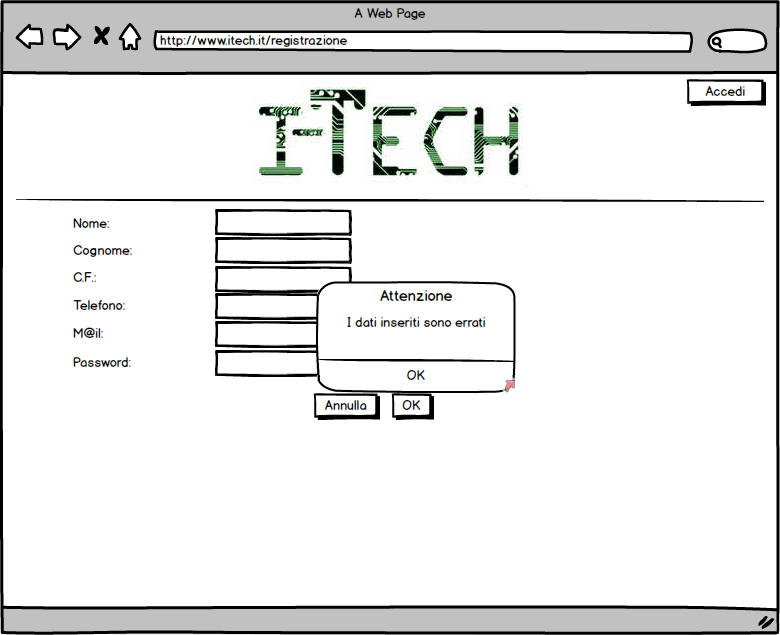 A Web Page
http://www.itech.it/registrazione
Accedi
I-TECH
Nome:
Cognome:
C.F.:
Telefono:
M@il:
Password:
Attenzione
I dati inseriti sono errati
OK
Annulla
OK